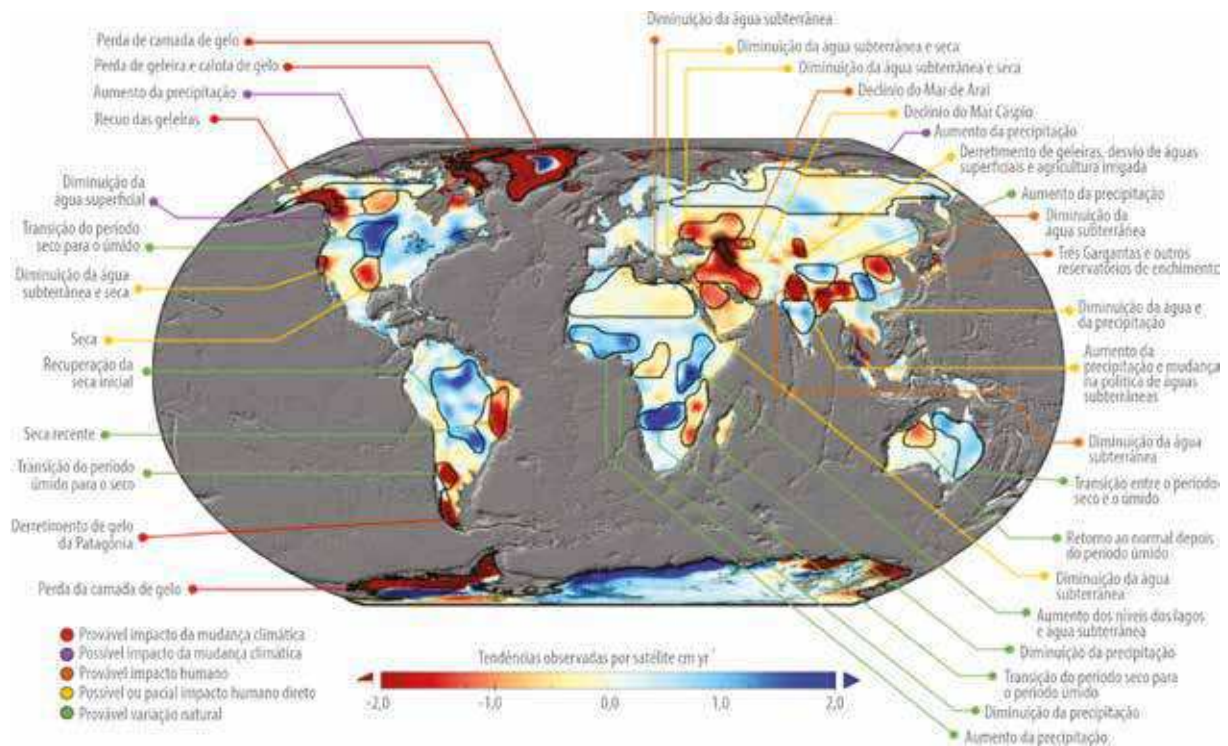 Perda de camada de gelo
Perda de geleira e calota de gelo
Aumento da precipitação
Recuo das geleiras
Diminuição da
água superficial
Transição do período
seco para o úmido
Diminuição da água
subterrânea e seca
Seca
Recuperação da
seca inicial
Seca recente
Transição do período
úmido para o seco
Derretimento de gelo
da Patagônia
Perda da camada de gelo
Diminuição da água subterrânea
Diminuição da água subterrânea e seca
Diminuição da água subterrânea e seca
Declínio do Mar de Aral
Declínio do Mar Cáspio
Aumento da precipitação
Derretimento de geleiras, desvio de águas
superficiais e agricultura irrigada
Aumento da precipitação
Diminuição da
água subterrânea
Três Gargantas e outros
reservatórios de enchimento
Diminuição da água e
da precipitação
Aumento da
precipitação e mudança
na política de águas
subterrâneas
Diminuição da água
subterrânea
Transição entre o período
seco e o úmido
Retorno ao normal depois
do período úmido
Diminuição da água
subterrânea
Aumento dos níveis dos lagos
e água subterrânea
Diminuição da precipitação
Transição do período seco para
o período úmido
Diminuição da precipitação
Aumento da precipitação
Provável impacto da mudança climática
Possível impacto da mudança climática
Provável impacto humano
Possível ou pacial impacto humano direto
Provável variação natural
Tendências observadas por satélite cm yr
-2,0 -1,0 0,0 1,0 2,0